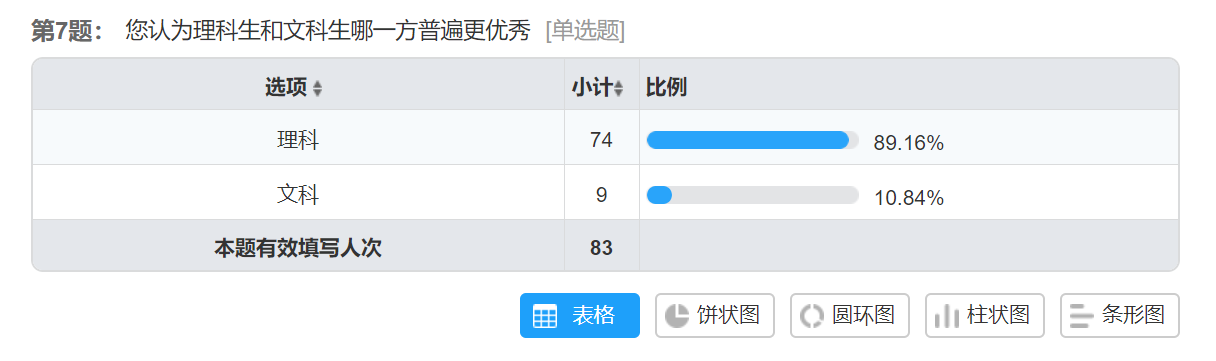 第7题： 您认为理科生和文科生哪一方普遍更优秀 [单选题]
选项 小计 比例
理科 74 89.16%
文科 9 10.84%
本题有效填写人次 83
表格 饼状图 圆环图 柱状图 条形图